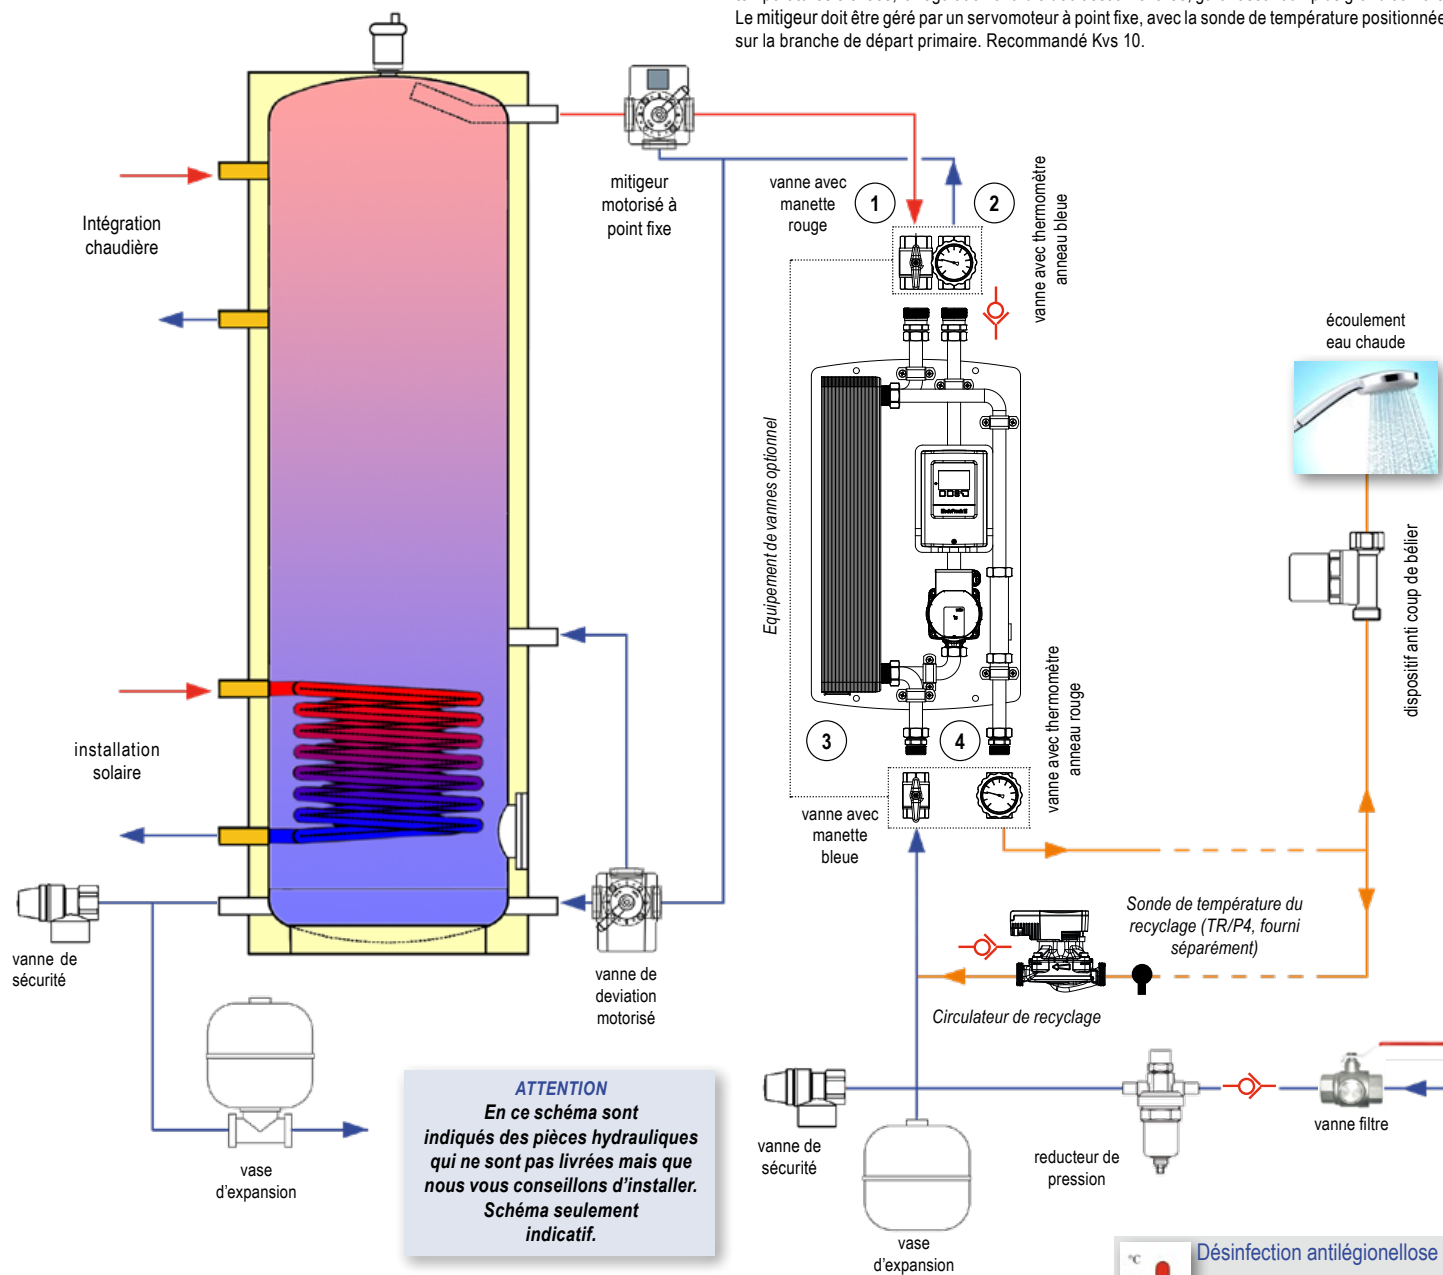 Le mitigeur doit être géré par un servomoteur à point fixe, avec la sonde de température positionnée
sur la branche de départ primaire. Recommandé Kvs 10.
mitigeur
motorisé à
point fixe
vanne avec
manette
rouge
1
2
vanne avec thermomètre
anneau bleue
Intégration
chaudière
écoulement
eau chaude
Equipement de vannes optionnel
dispositif anti coup de bélier
installation
solaire
3
4
vanne avec thermomètre
anneau rouge
vanne avec
manette
bleue
vanne de
sécurité
vanne de
deviation
motorisé
Sonde de température du
recyclage (TR/P4, fourni
séparément)
Circulateur de recyclage
ATTENTION
En ce schéma sont
indiqués des pièces hydrauliques
qui ne sont pas livrées mais que
nous vous conseillons d'installer.
Schéma seulement
indicatif.
vase
d'expansion
vanne de
sécurité
reducteur de
pression
vanne filtre
vase
d'expansion
°C
Désinfection antilégionellose